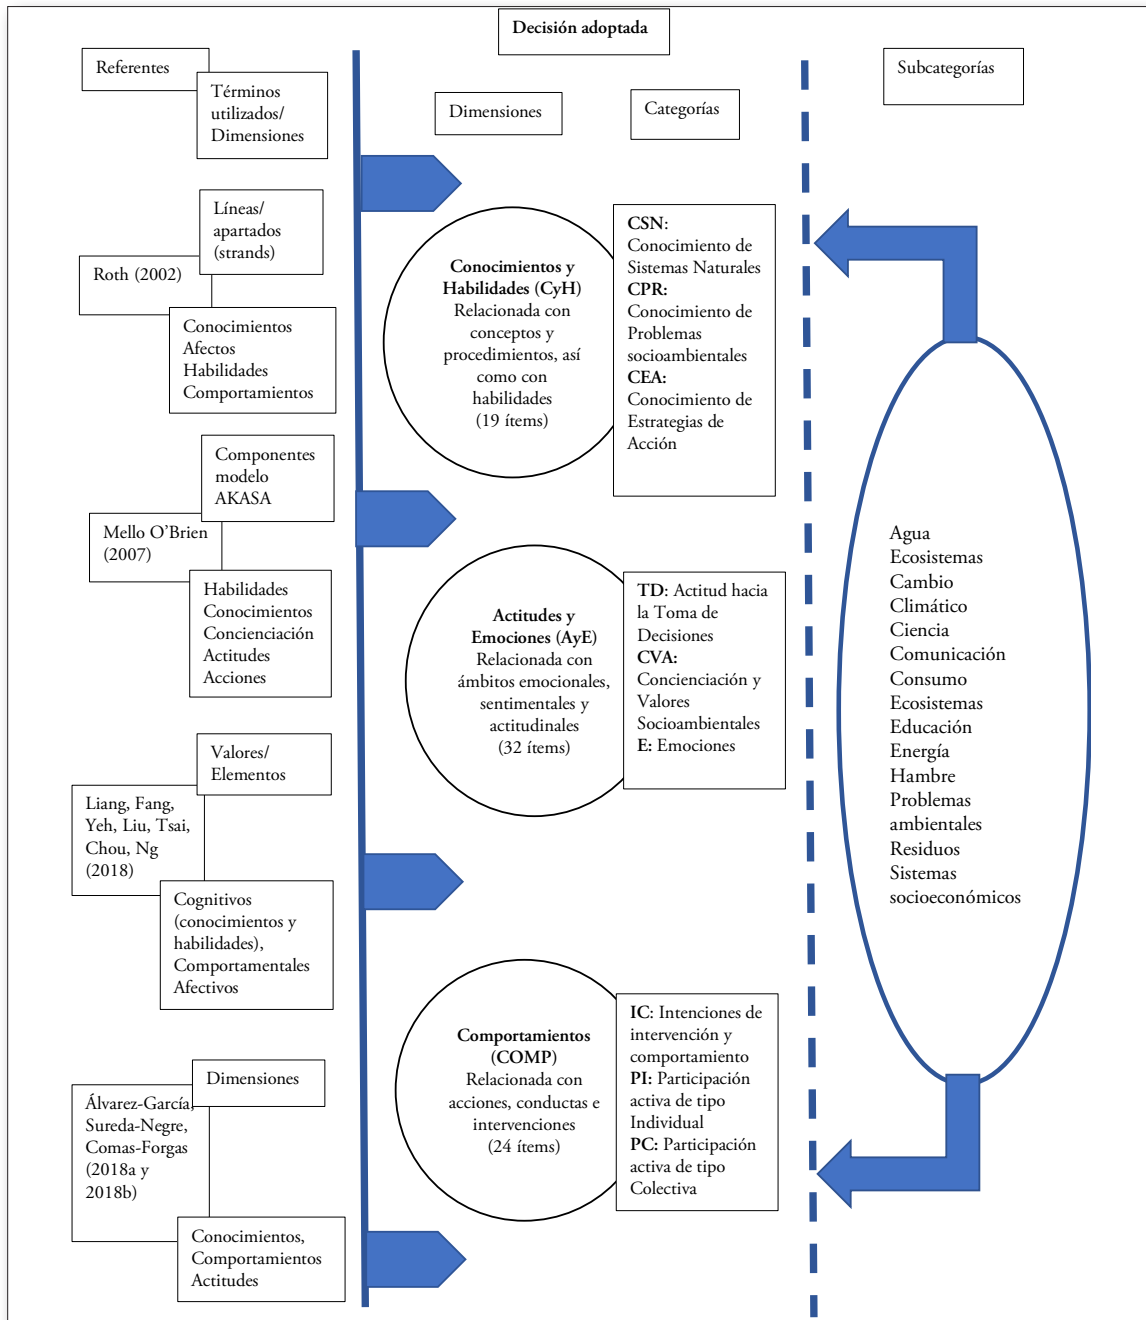 Decisión adoptada
Referentes
Términos
utilizados/
Dimensiones
Dimensiones
Categorías
Subcategorías
Líneas/
apartados
(strands)
Roth (2002)
Conocimientos
Afectos
Habilidades
Comportamientos
Componentes
modelo
AKASA
Mello O’Brien
(2007)
Habilidades
Conocimientos
Concienciación
Actitudes
Acciones
Valores/
Elementos
Liang, Fang,
Yeh, Liu, Tsai,
Chou, Ng
(2018)
Cognitivos
(conocimientos y
habilidades),
Comportamentales
Afectivos
Dimensiones
Álvarez-García,
Sureda-Negre,
Comas-Forgas
(2018a y
2018b)
Conocimientos,
Comportamientos
Actitudes
Conocimientos y
Habilidades (CyH)
Relacionada con
conceptos y
procedimientos, así
como con
habilidades
(19 ítems)
CSN:
Conocimiento de
Sistemas Naturales
CPR:
Conocimiento de
Problemas
socioambientales
CEA:
Conocimiento de
Estrategias de
Acción
Actitudes y
Emociones (AyE)
Relacionada con
ámbitos emocionales,
sentimentales y
actitudinales
(32 ítems)
TD: Actitud hacia
la Toma de
Decisiones
CVA:
Concienciación y
Valores
Socioambientales
E: Emociones
Comportamientos
(COMP)
Relacionada con
acciones, conductas e
intervenciones
(24 ítems)
IC: Intenciones de
intervención y
comportamiento
PI: Participación
activa de tipo
Individual
PC: Participación
activa de tipo
Colectiva
Agua
Ecosistemas
Cambio
Climático
Ciencia
Comunicación
Consumo
Ecosistemas
Educación
Energía
Hambre
Problemas
ambientales
Residuos
Sistemas
socioeconómicos